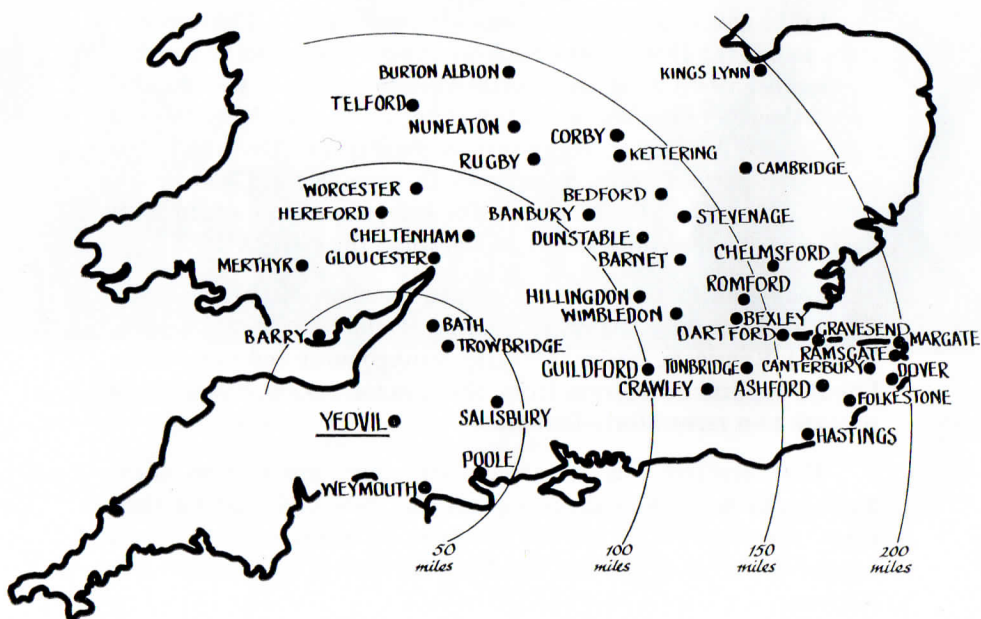 BURTON ALBION
KINGS LYNN
TELFORD
NUNEATON
CORBY
RUGBY
KETTERING
CAMBRIDGE
WORCESTER
BEDFORD
HEREFORD
BANBURY
STEVENAGE
CHELTENHAM
DUNSTABLE
MERTHYR
GLOUCESTER
BARNET
CHELMSFORD
ROMFORD
HILLINGDON
WIMBLEDON
BEXLEY
BARRY
BATH
DARTFORD
GRAVESEND
MARGATE
TROWBRIDGE
RAMSGATE
GUILDFORD
TONBRIDGE
CANTERBURY
DOVER
CRAWLEY
ASHFORD
FOLKESTONE
YEOVIL
SALISBURY
HASTINGS
POOLE
WEYMOUTH
50
miles
100
miles
150
miles
200
miles